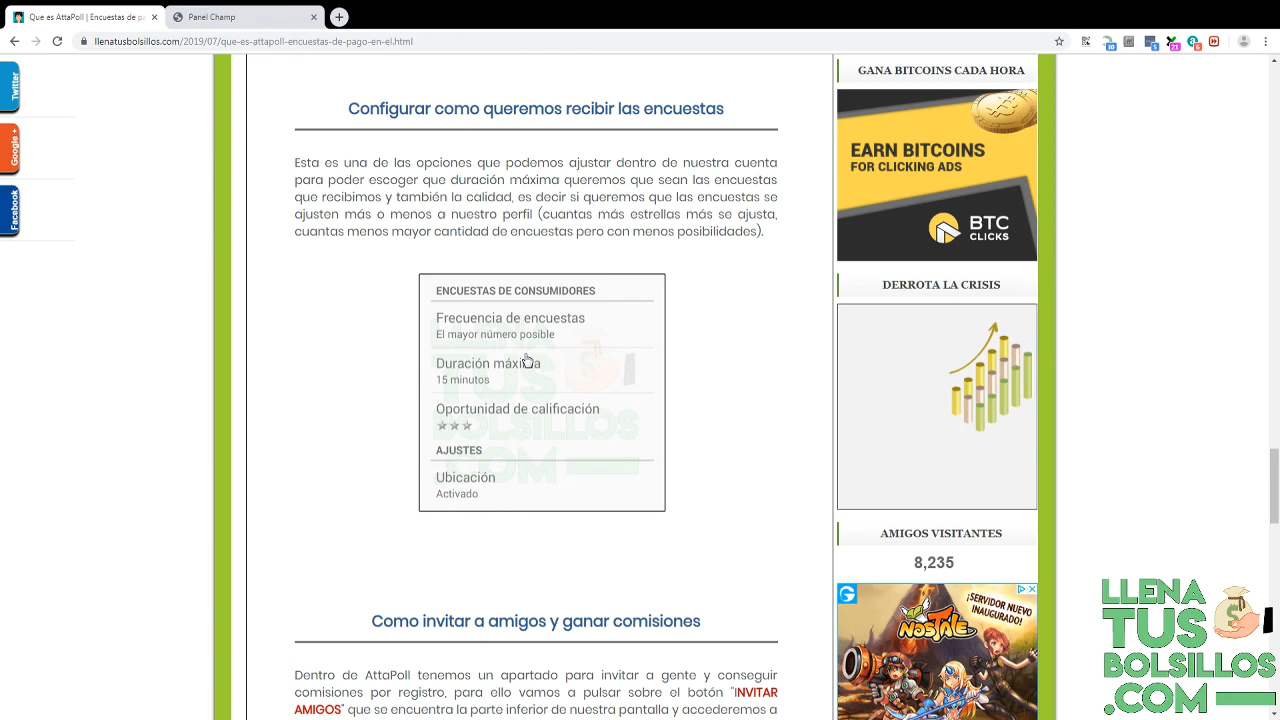 Que es AttaPoll | Encuestas de pa
Panel Champ
llenatusbolsillos.com/2019/07/que-es-attapoll-encuestas-de-pago-en-el.html
Twitter
Google +
Facebook
Configurar como queremos recibir las encuestas
Esta es una de las opciones que podemos ajustar dentro de nuestra cuenta
para poder escoger que duración máxima queremos que sean las encuestas
que recibimos y también la calidad, es decir si queremos que las encuestas se
ajusten más o menos a nuestro perfil (cuantas más estrellas más se ajusta,
cuantas menos mayor cantidad de encuestas pero con menos posibilidades).
ENCUESTAS DE CONSUMIDORES
Frecuencia de encuestas
El mayor número posible
Duración máxima
15 minutos
Oportunidad de calificación
AJUSTES
Ubicación
Activado
TUS
BOLSILLOS
.COM
Como invitar a amigos y ganar comisiones
Dentro de AttaPoll tenemos un apartado para invitar a gente y conseguir
comisiones por registro, para ello vamos a pulsar sobre el botón "INVITAR
AMIGOS" que se encuentra la parte inferior de nuestra pantalla y accederemos a
GANA BITCOINS CADA HORA
EARN BITCOINS
FOR CLICKING ADS
BTC
CLICKS
DERROTA LA CRISIS
AMIGOS VISITANTES
8,235
¡SERVIDOR NUEVO
INAUGURADO!
NOSTALE
LLENA
TUS
BOLSILLOS
.COM